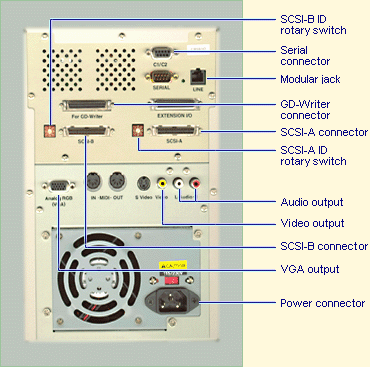 SCSI-B ID
rotary switch
Serial
connector
C1/C2
SERIAL
LINE
Modular jack
For GD-Writer
EXTENSION I/O
GD-Writer
connector
SCSI-B
SCSI-A
SCSI-A connector
SCSI-A ID
rotary switch
Analog RGB
(VGA)
IN -MIDI- OUT
S Video
Video
L-Audio-R
Audio output
Video output
SCSI-B connector
VGA output
CAUTION
Power connector